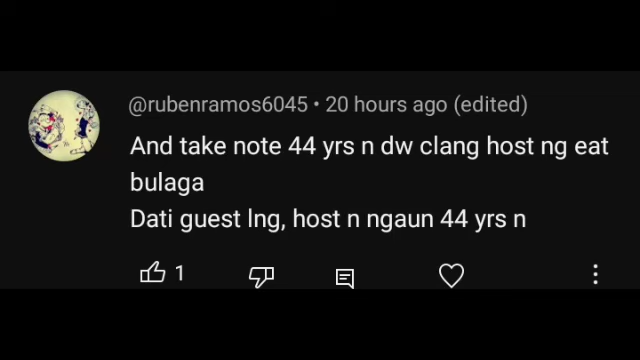 @rubenramos6045 • 20 hours ago (edited)
And take note 44 yrs n dw clang host ng eat
bulaga
Dati guest lng, host n ngaun 44 yrs n
1